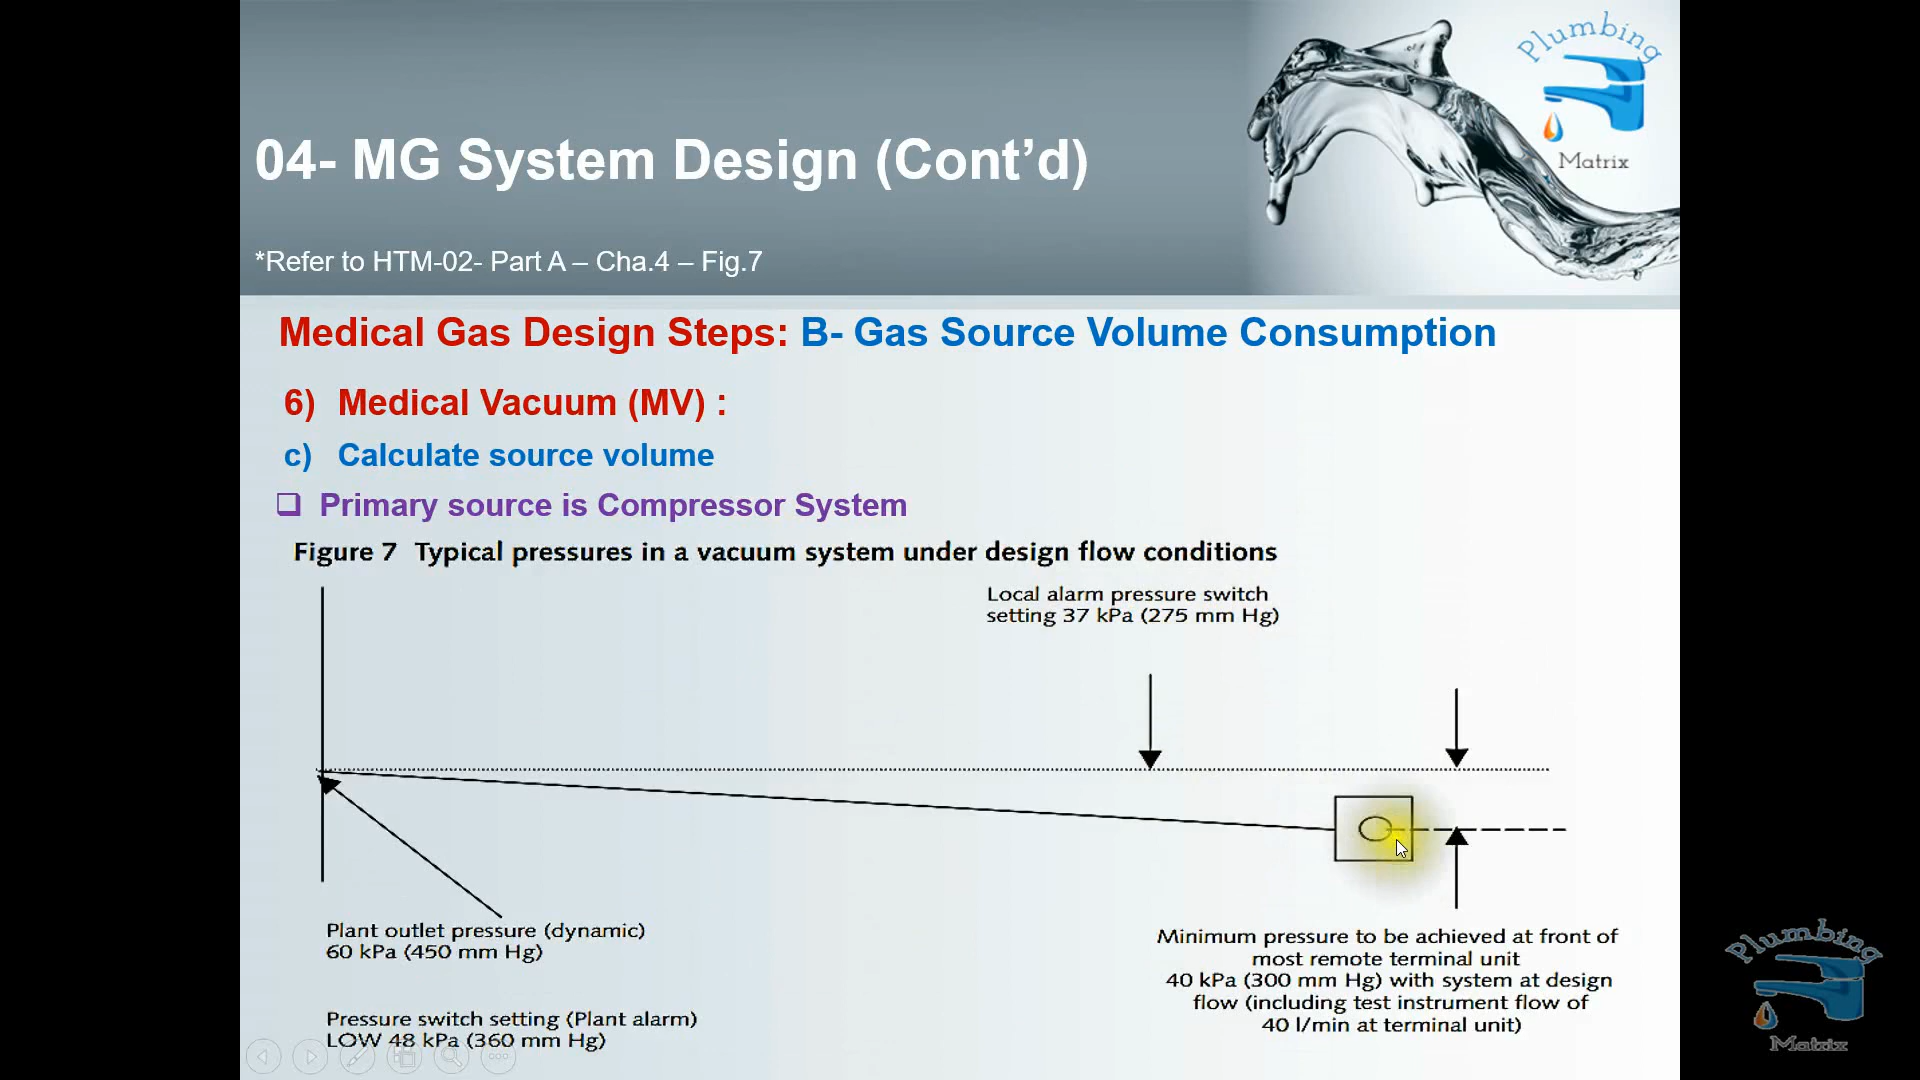 Plumbing
Matrix
04- MG System Design (Cont’d)
*Refer to HTM-02- Part A – Cha.4 – Fig.7
Medical Gas Design Steps: B- Gas Source Volume Consumption
6) Medical Vacuum (MV) :
c) Calculate source volume
❑ Primary source is Compressor System
Figure 7 Typical pressures in a vacuum system under design flow conditions
Local alarm pressure switch
setting 37 kPa (275 mm Hg)
Plant outlet pressure (dynamic)
60 kPa (450 mm Hg)
Pressure switch setting (Plant alarm)
LOW 48 kPa (360 mm Hg)
Minimum pressure to be achieved at front of
most remote terminal unit
40 kPa (300 mm Hg) with system at design
flow (including test instrument flow of
40 l/min at terminal unit)
Plumbing
Matrix